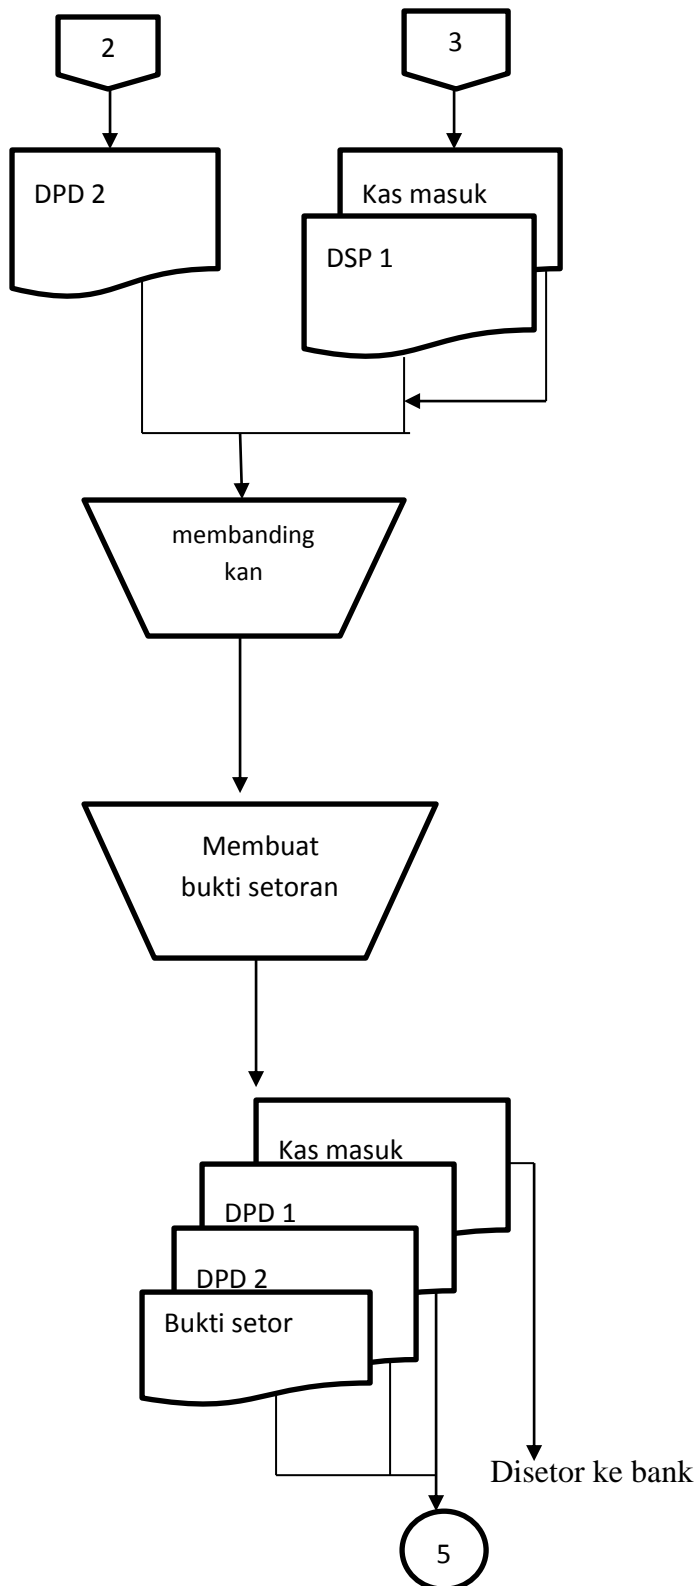 2
3
DPD 2
Kas masuk
DSP 1
membanding
kan
Membuat
bukti setoran
Kas masuk
DPD 1
DPD 2
Bukti setor
Disetor ke bank
5